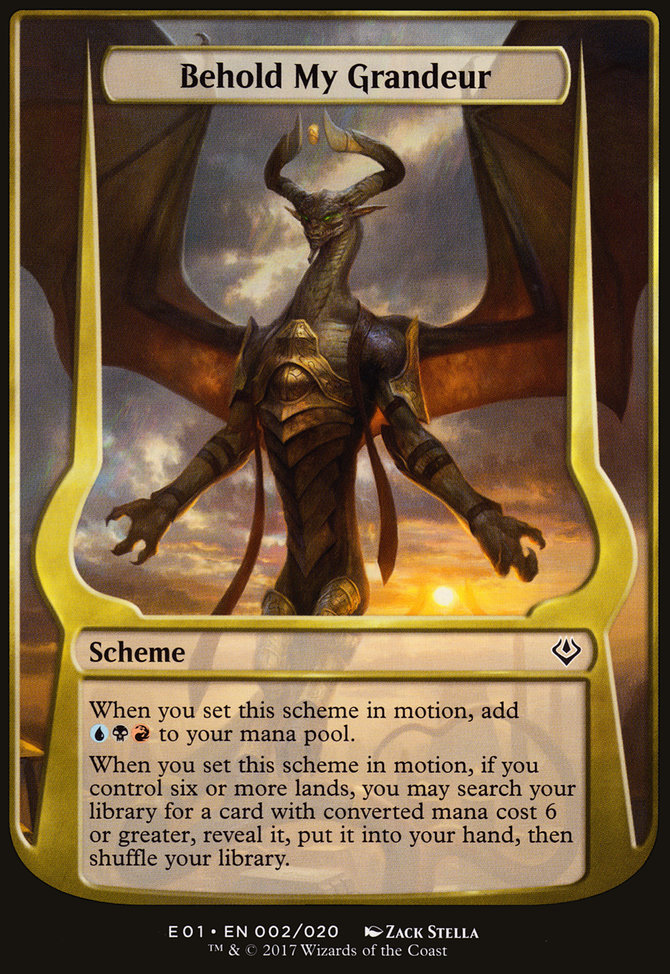 Behold My Grandeur
Scheme
When you set this scheme in motion, add
to your mana pool.
When you set this scheme in motion, if you
control six or more lands, you may search your
library for a card with converted mana cost 6
or greater, reveal it, put it into your hand, then
shuffle your library.
E01 • EN 002/020 Zack Stella
™ & © 2017 Wizards of the Coast